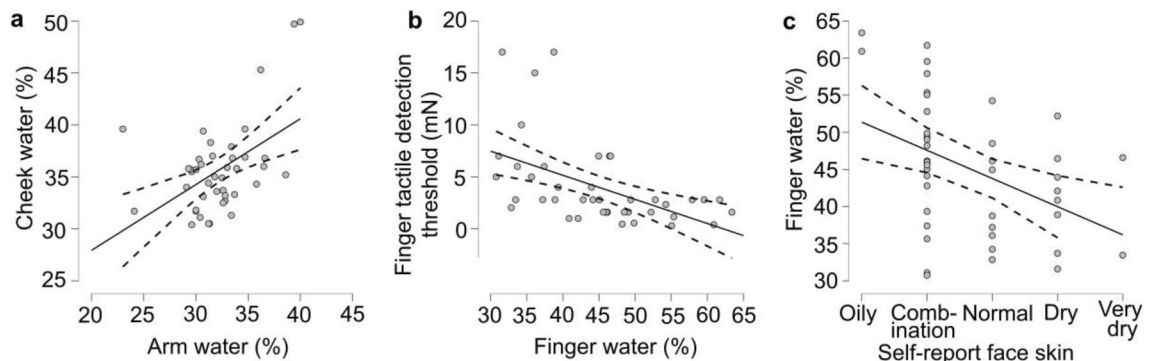 a
Cheek water (%)
50
45
40
35
30
25
20 25 30 35 40 45
Arm water (%)
b
Finger tactile detection
threshold (mN)
20
15
10
5
0
30 35 40 45 50 55 60 65
Finger water (%)
c
Finger water (%)
65
60
55
50
45
40
35
30
Oily Comb-
ination Normal Dry Very
dry
Self-report face skin